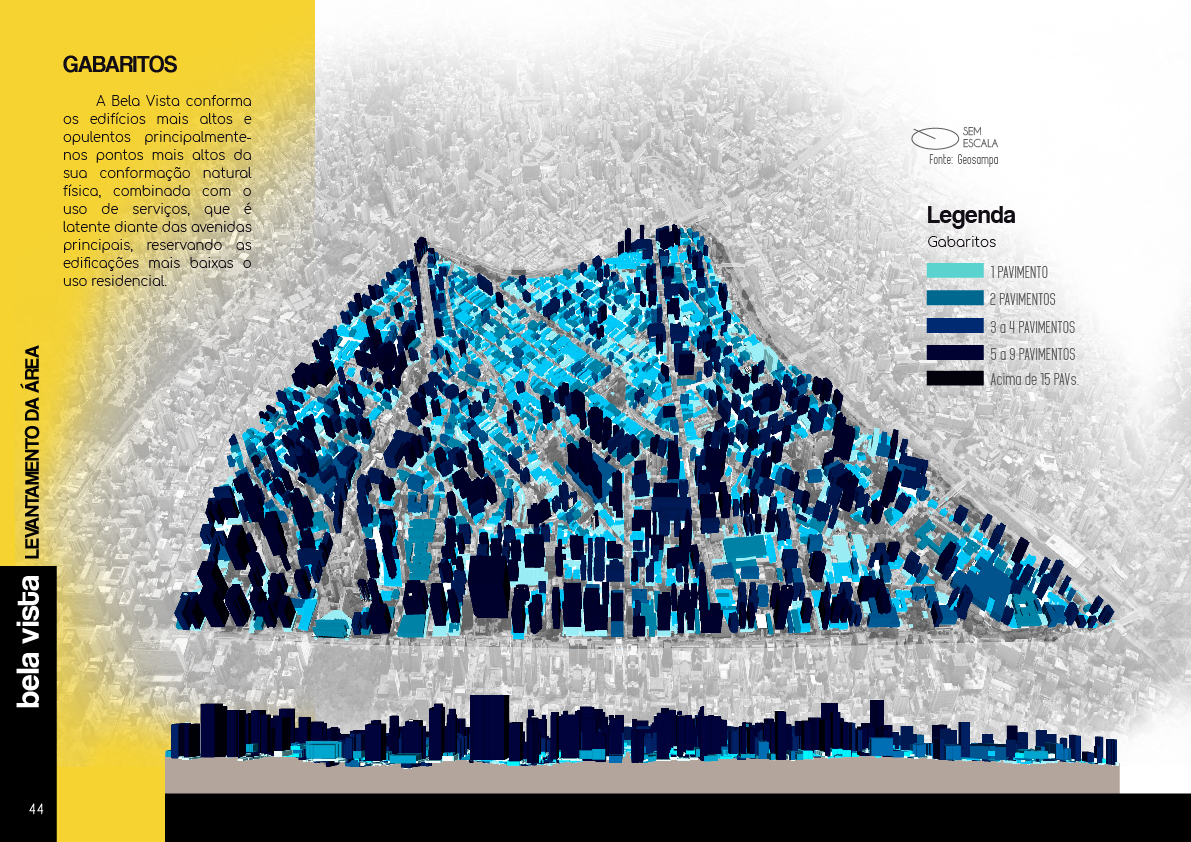 GABARITOS
A Bela Vista conforma
os edifícios mais altos e
opulentos principalmente-
nos pontos mais altos da
sua conformação natural
física, combinada com o
uso de serviços, que é
latente diante das avenidas
principais, reservando as
edificações mais baixas o
uso residencial.
SEM
ESCALA
Fonte: Geosampa
Legenda
Gabaritos
1 PAVIMENTO
2 PAVIMENTOS
3 a 4 PAVIMENTOS
5 a 9 PAVIMENTOS
Acima de 15 PAVs.
LEVANTAMENTO DA ÁREA
bela vista
44